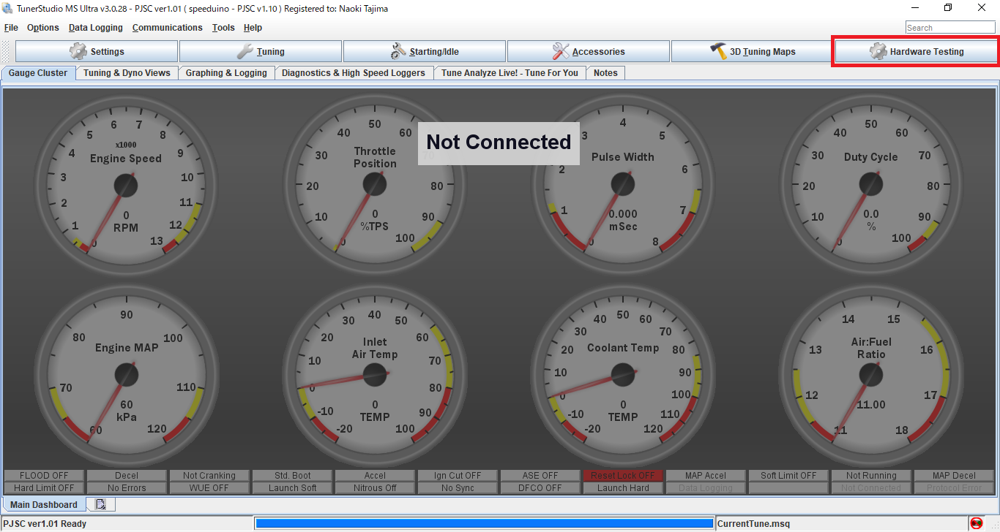 TunerStudio MS Ultra v3.0.28 - PJSC ver1.01 ( speeduino - PJSC v1.10 ) Registered to: Naoki Tajima
File Options Data Logging Communications Tools Help Search
Settings Tuning Starting/Idle Accessories 3D Tuning Maps Hardware Testing
Gauge Cluster Tuning & Dyno Views Graphing & Logging Diagnostics & High Speed Loggers Tune Analyze Live! - Tune For You Notes
Not Connected
0 1 2 3 4 5 6 7 8 9 10 11 12 13
x1000
Engine Speed
0
RPM
0 10 20 30 40 50 60 70 80 90 100
Throttle
Position
0
%TPS
0 1 2 3 4 5 6 7 8
Pulse Width
0.000
mSec
0 10 20 30 40 50 60 70 80 90 100
Duty Cycle
0.0
%
60 70 80 90 100 110 120
Engine MAP
60
kPa
-20 -10 0 10 20 30 40 50 60 70 80 90 100
Inlet
Air Temp
0
TEMP
-20 -10 0 10 20 30 40 50 60 70 80 90 100 110 120
Coolant Temp
0
TEMP
11 12 13 14 15 16 17 18
Air:Fuel
Ratio
11.00
FLOOD OFF Decel Not Cranking Std. Boot Accel Ign Cut OFF ASE OFF Reset Lock OFF MAP Accel Soft Limit OFF Not Running MAP Decel
Hard Limit OFF No Errors WUE OFF Launch Soft Nitrous Off No Sync DFCO OFF Launch Hard Data Logging Not Connected Protocol Error
Main Dashboard
PJSC ver1.01 Ready CurrentTune.msq